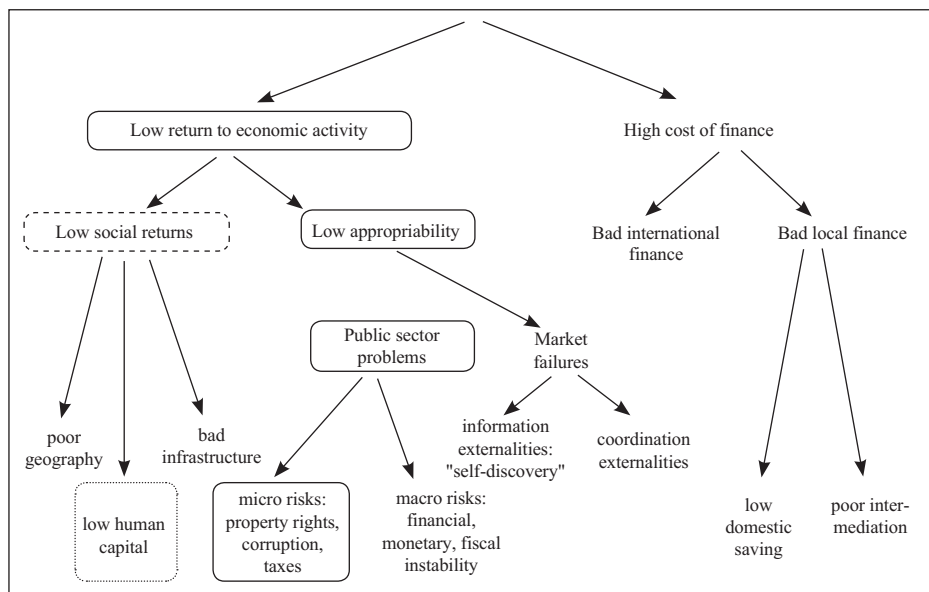 Low return to economic activity
High cost of finance
Low social returns
Low appropriability
Bad international
finance
Bad local finance
Public sector
problems
Market
failures
poor
geography
bad
infrastructure
information
externalities:
"self-discovery"
coordination
externalities
low human
capital
micro risks:
property rights,
corruption,
taxes
macro risks:
financial,
monetary, fiscal
instability
low
domestic
saving
poor inter-
mediation